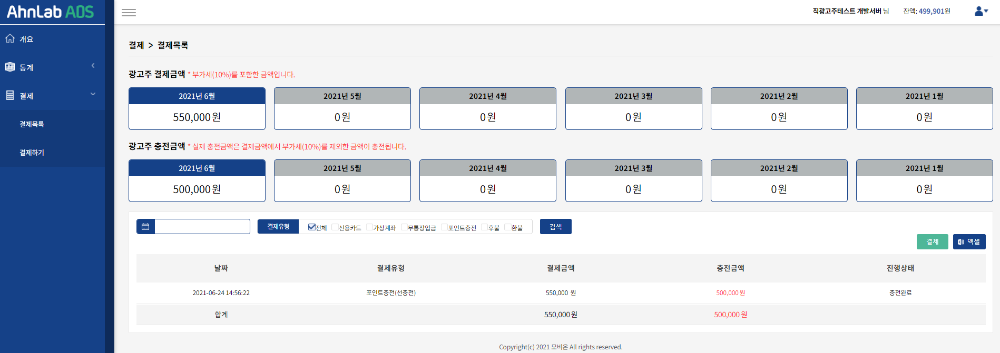 AhnLab ADS
직광고주테스트 개발서버 님 잔액: 499,901원
개요
통계
결제
결제목록
결제하기
결제 > 결제목록
광고주 결제금액 * 부가세(10%)를 포함한 금액입니다.
2021년 6월 2021년 5월 2021년 4월 2021년 3월 2021년 2월 2021년 1월
550,000원 0원 0원 0원 0원 0원
광고주 충전금액 * 실제 충전금액은 결제금액에서 부가세(10%)를 제외한 금액이 충전됩니다.
2021년 6월 2021년 5월 2021년 4월 2021년 3월 2021년 2월 2021년 1월
500,000원 0원 0원 0원 0원 0원
결제유형 전체 신용카드 가상계좌 무통장입금 포인트충전 후불 환불 검색
결제 엑셀
날짜 결제유형 결제금액 충전금액 진행상태
2021-06-24 14:56:22 포인트충전(선충전) 550,000 원 500,000원 충전완료
합계 550,000원 500,000원
Copyright(c) 2021 모비온 All rights reserved.